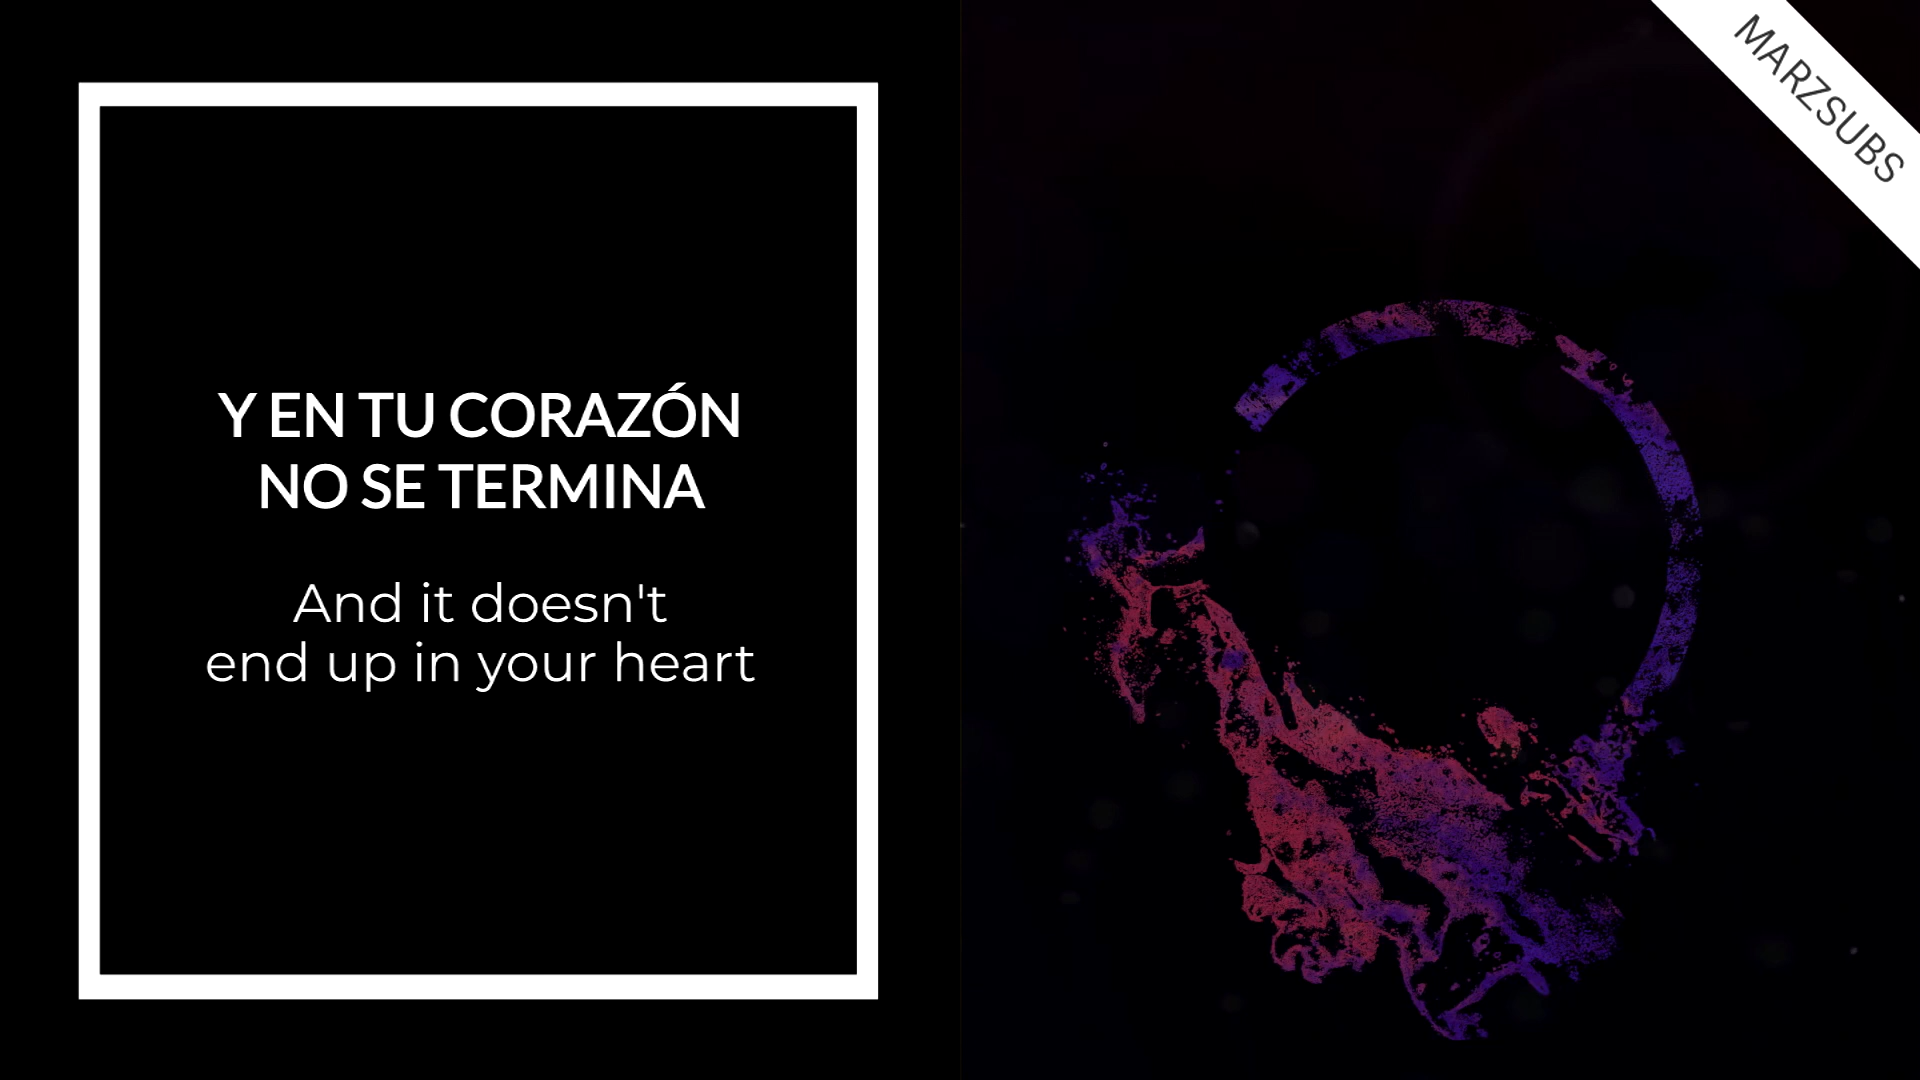 Y EN TU CORAZÓN
NO SE TERMINA
And it doesn't
end up in your heart
MARZSUBS